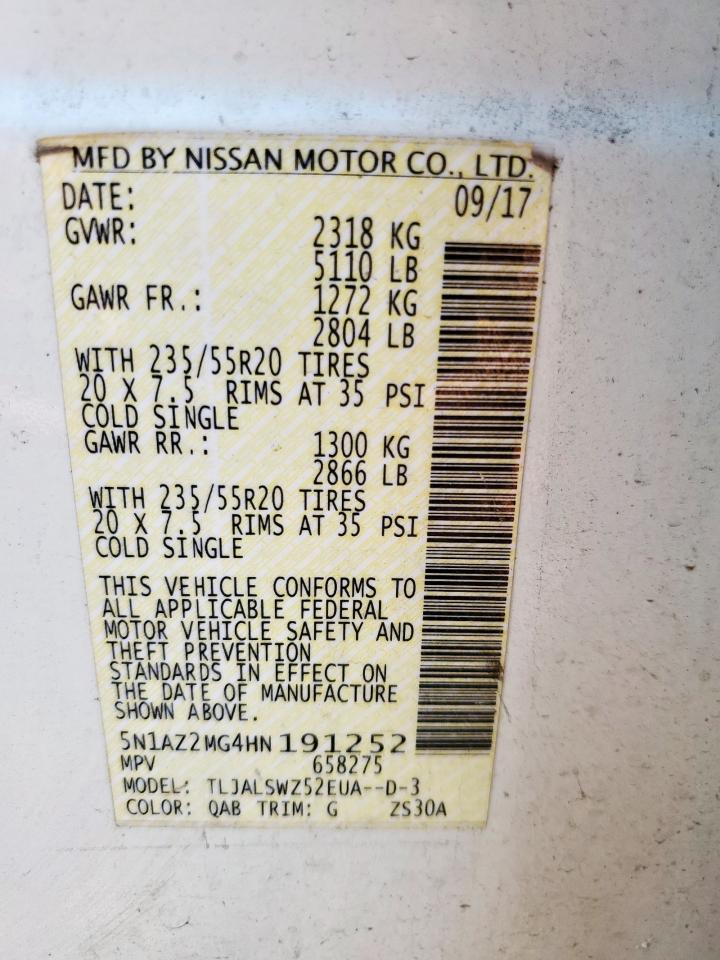 MFD BY NISSAN MOTOR CO., LTD.
DATE: 09/17
GVWR: 2318 KG
5110 LB
GAWR FR.: 1272 KG
2804 LB
WITH 235/55R20 TIRES
20 X 7.5 RIMS AT 35 PSI
COLD SINGLE
GAWR RR.: 1300 KG
2866 LB
WITH 235/55R20 TIRES
20 X 7.5 RIMS AT 35 PSI
COLD SINGLE
THIS VEHICLE CONFORMS TO
ALL APPLICABLE FEDERAL
MOTOR VEHICLE SAFETY AND
THEFT PREVENTION
STANDARDS IN EFFECT ON
THE DATE OF MANUFACTURE
SHOWN ABOVE.
5N1AZ2MG4HN191252
MPV 658275
MODEL: TLJALSWZ52EUA--D-3
COLOR: QAB TRIM: G ZS30A